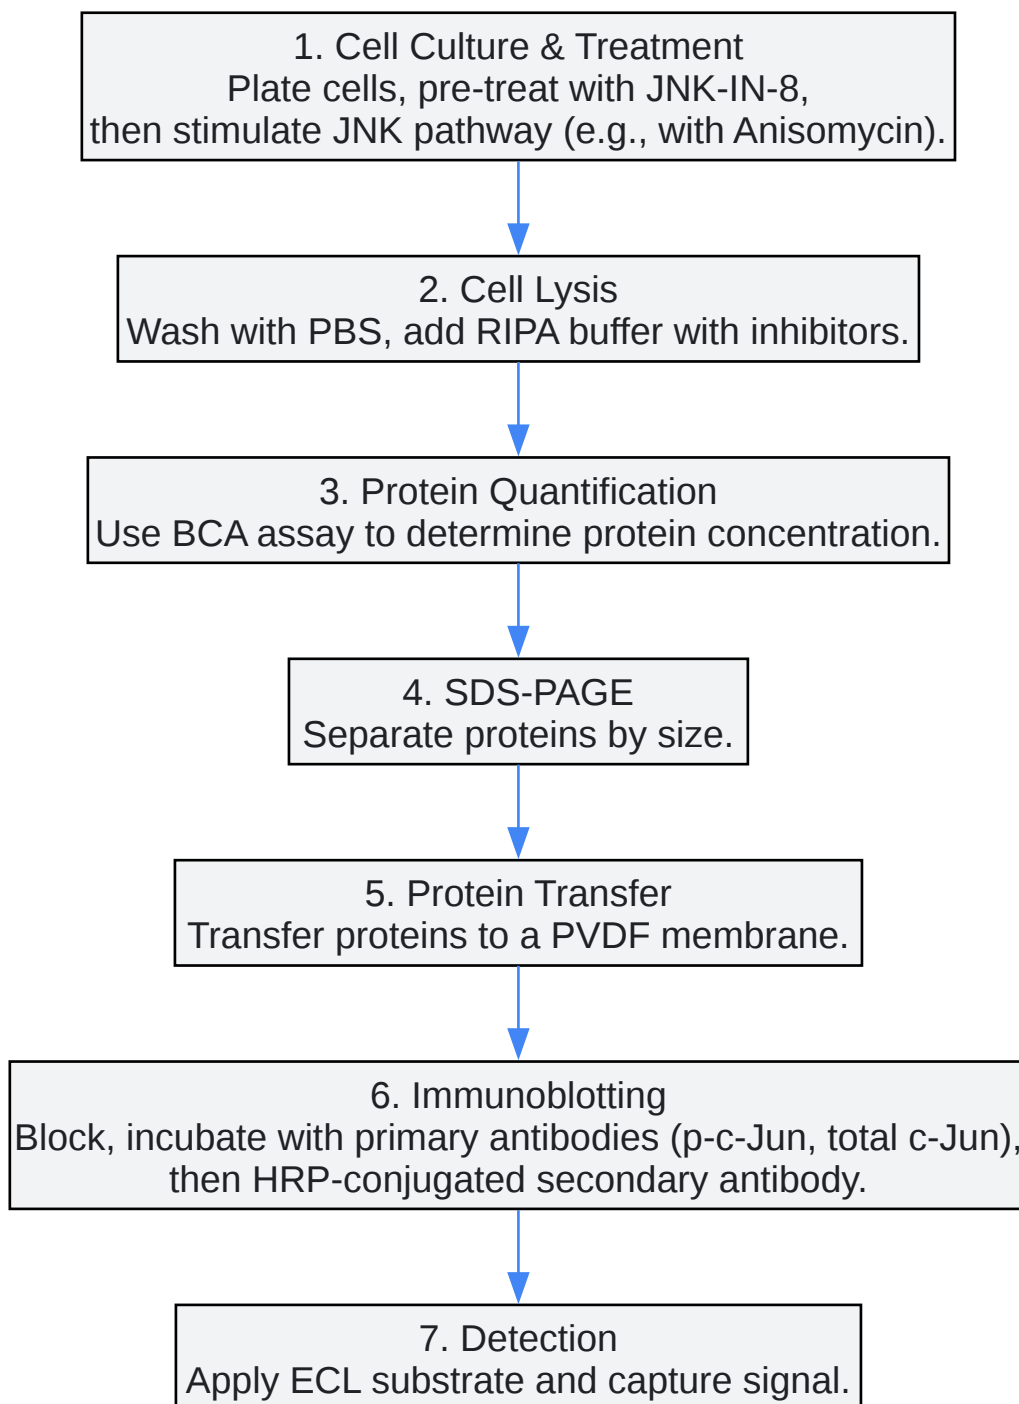 1. Cell Culture & Treatment
Plate cells, pre-treat with JNK-IN-8,
then stimulate JNK pathway (e.g., with Anisomycin).
2. Cell Lysis
Wash with PBS, add RIPA buffer with inhibitors.
3. Protein Quantification
Use BCA assay to determine protein concentration.
4. SDS-PAGE
Separate proteins by size.
5. Protein Transfer
Transfer proteins to a PVDF membrane.
6. Immunoblotting
Block, incubate with primary antibodies (p-c-Jun, total c-Jun),
then HRP-conjugated secondary antibody.
7. Detection
Apply ECL substrate and capture signal.